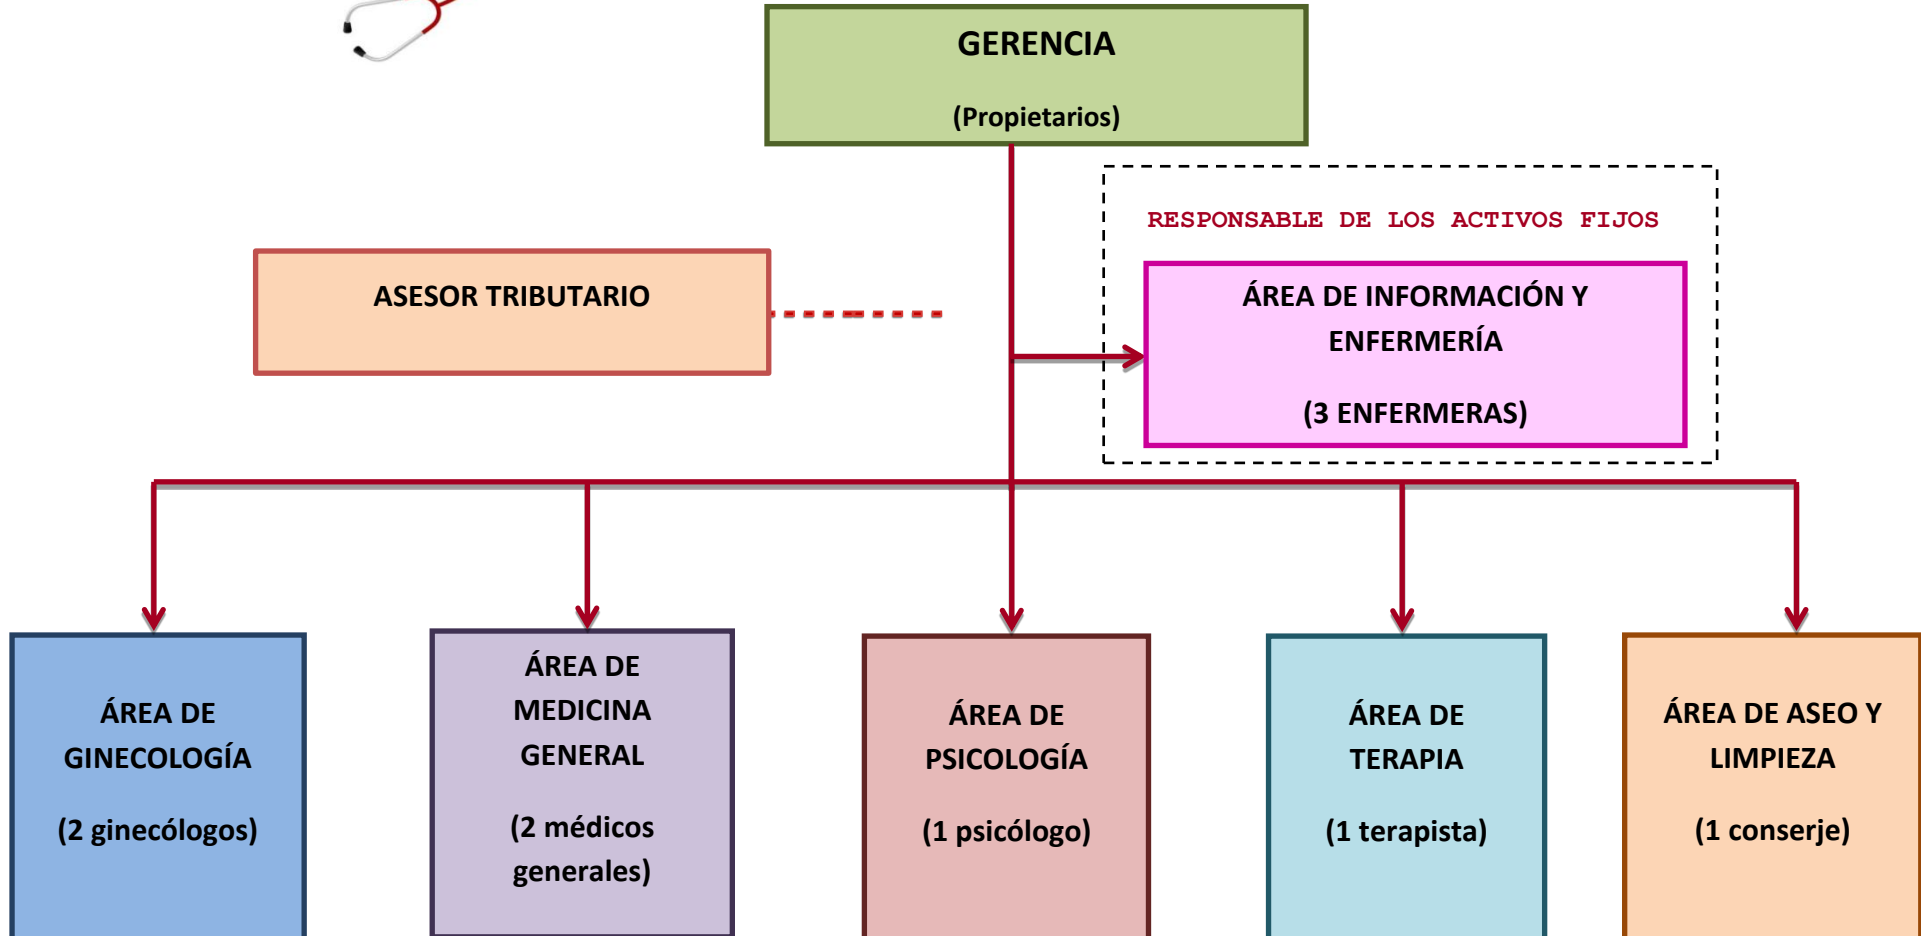 GERENCIA
(Propietarios)
RESPONSABLE DE LOS ACTIVOS FIJOS
ASESOR TRIBUTARIO
ÁREA DE INFORMACIÓN Y
ENFERMERÍA
(3 ENFERMERAS)
ÁREA DE
GINECOLOGÍA
(2 ginecólogos)
ÁREA DE
MEDICINA
GENERAL
(2 médicos
generales)
ÁREA DE
PSICOLOGÍA
(1 psicólogo)
ÁREA DE
TERAPIA
(1 terapista)
ÁREA DE ASEO Y
LIMPIEZA
(1 conserje)